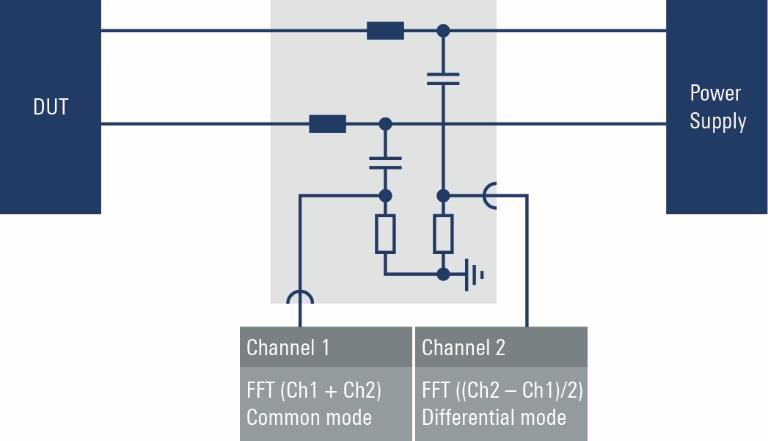 DUT
Power
Supply
Channel 1
FFT (Ch1 + Ch2)
Common mode
Channel 2
FFT ((Ch2 – Ch1)/2)
Differential mode